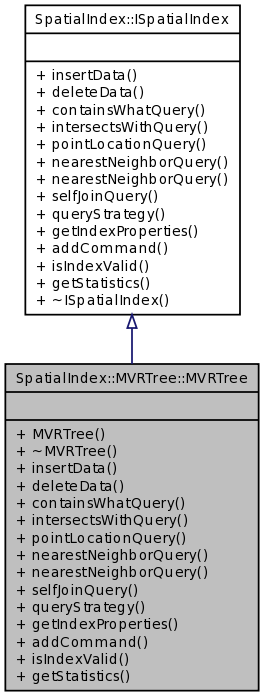 SpatialIndex::ISpatialIndex
+ insertData()
+ deleteData()
+ containsWhatQuery()
+ intersectsWithQuery()
+ pointLocationQuery()
+ nearestNeighborQuery()
+ nearestNeighborQuery()
+ selfJoinQuery()
+ queryStrategy()
+ getIndexProperties()
+ addCommand()
+ isIndexValid()
+ getStatistics()
+ ~ISpatialIndex()
SpatialIndex::MVRTree::MVRTree
+ MVRTree()
+ ~MVRTree()
+ insertData()
+ deleteData()
+ containsWhatQuery()
+ intersectsWithQuery()
+ pointLocationQuery()
+ nearestNeighborQuery()
+ nearestNeighborQuery()
+ selfJoinQuery()
+ queryStrategy()
+ getIndexProperties()
+ addCommand()
+ isIndexValid()
+ getStatistics()